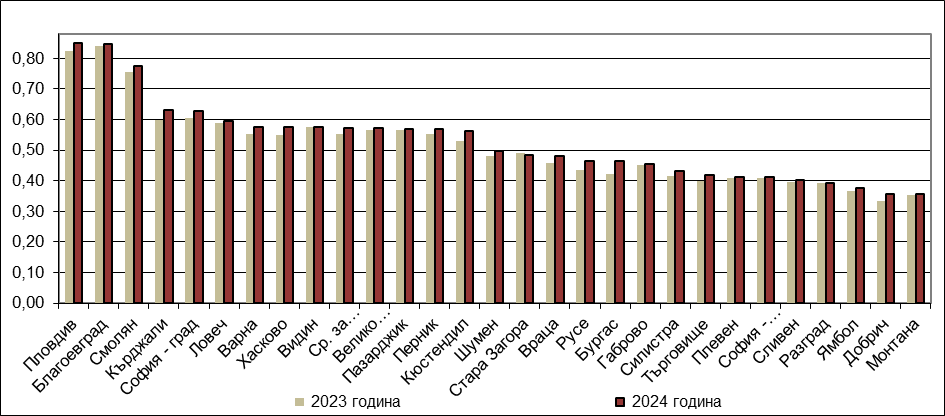 0,80
0,70
0,60
0,50
0,40
0,30
0,20
0,10
0,00
Пловдив
Благоевград
Смолян
Кърджали
София - град
Ловеч
Варна
Хасково
Видин
Ср. за...
Велико...
Пазарджик
Перник
Кюстендил
Шумен
Стара Загора
Враца
Русе
Бургас
Габрово
Силистра
Търговище
Плевен
София -...
Сливен
Разград
Ямбол
Добрич
Монтана
2023 година
2024 година